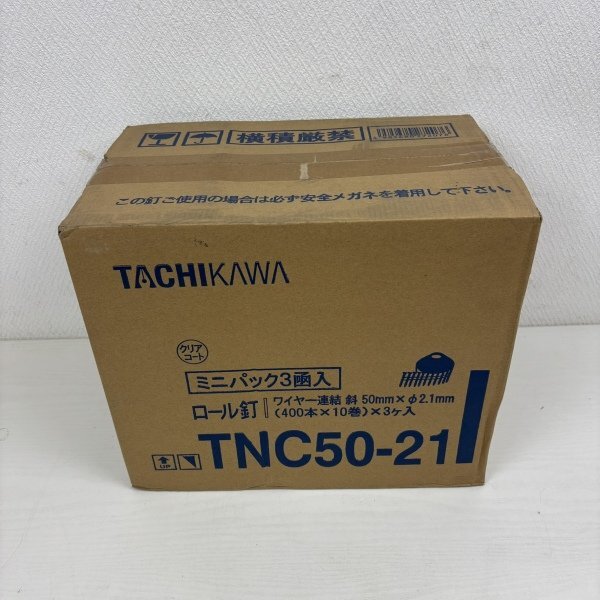 横積厳禁
この釘ご使用の場合は必ず安全メガネを着用して下さい。
TACHIKAWA
クリア
コート
ミニパック3函入
ロール釘
ワイヤー連結 斜 50mm×φ2.1mm
(400本×10巻)×3ヶ入
TNC50-21
UP